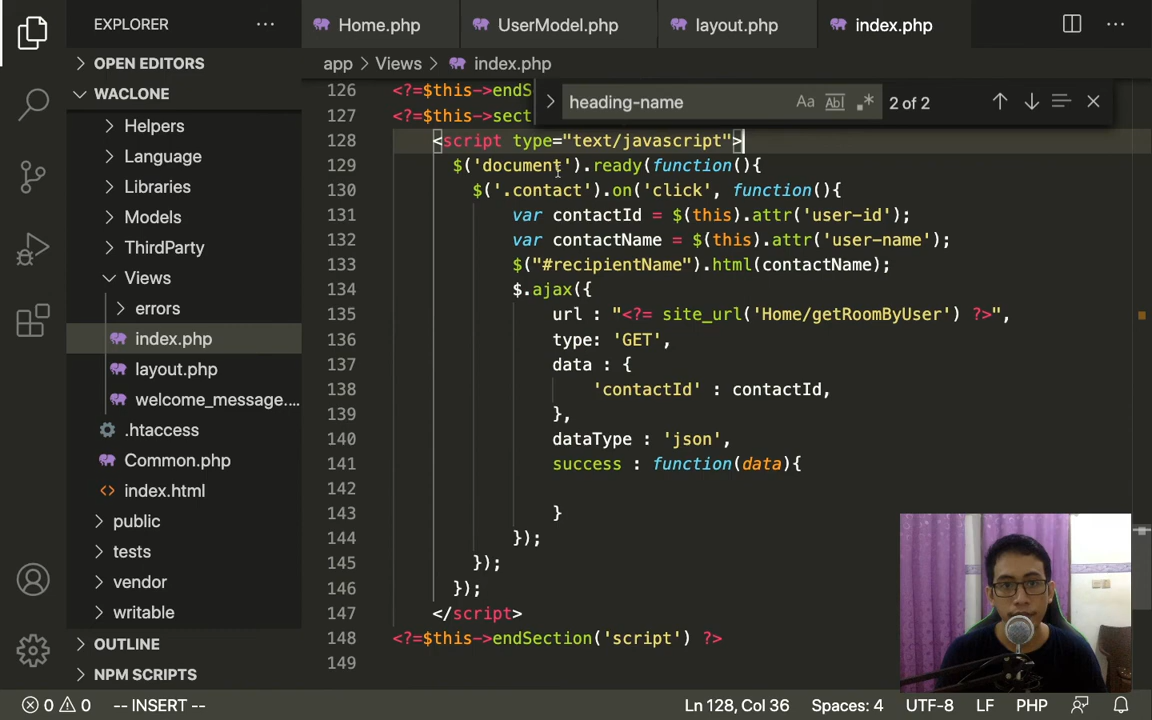 EXPLORER
Home.php
UserModel.php
layout.php
index.php
OPEN EDITORS
app > Views > index.php
WACLONE
Helpers
Language
Libraries
Models
ThirdParty
Views
errors
index.php
layout.php
welcome_message....
.htaccess
Common.php
index.html
public
tests
vendor
writable
OUTLINE
NPM SCRIPTS
heading-name
Aa
Ab
2 of 2
126 <?=$this->endS
127 <?=$this->sect
128 <script type="text/javascript">
129 $('document').ready(function(){
130 $('.contact').on('click', function(){
131 var contactId = $(this).attr('user-id');
132 var contactName = $(this).attr('user-name');
133 $("#recipientName").html(contactName);
134 $.ajax({
135 url : "<?= site_url('Home/getRoomByUser') ?>",
136 type: 'GET',
137 data : {
138 'contactId' : contactId,
139 },
140 dataType : 'json',
141 success : function(data){
142
143 }
144 });
145 });
146 });
147 </script>
148 <?=$this->endSection('script') ?>
149
0 0 -- INSERT -- Ln 128, Col 36 Spaces: 4 UTF-8 LF PHP